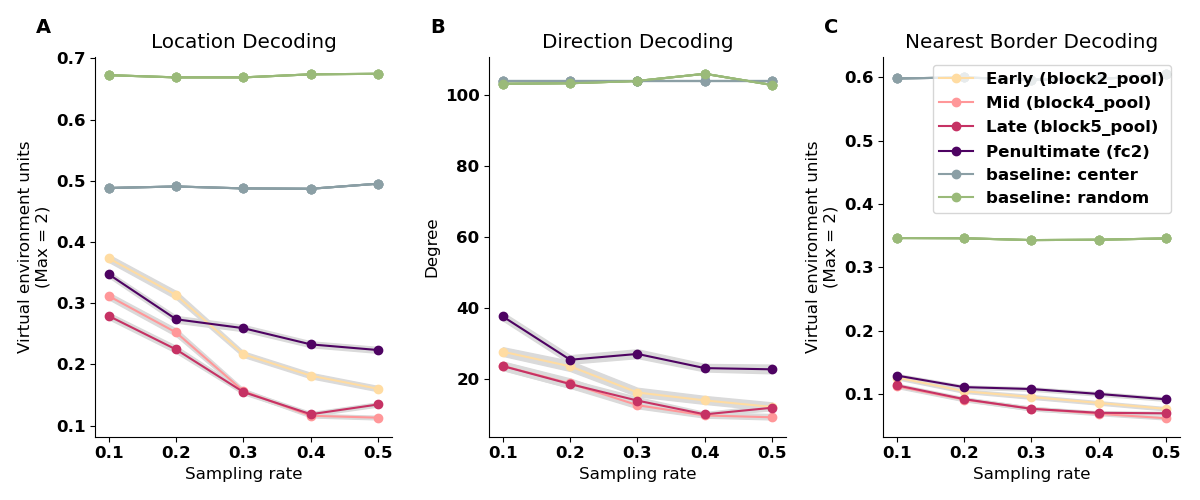 A
Location Decoding
Virtual environment units
(Max = 2)
0.7
0.6
0.5
0.4
0.3
0.2
0.1
0.1 0.2 0.3 0.4 0.5
Sampling rate
B
Direction Decoding
Degree
100
80
60
40
20
0.1 0.2 0.3 0.4 0.5
Sampling rate
C
Nearest Border Decoding
Virtual environment units
(Max = 2)
0.6
0.5
0.4
0.3
0.2
0.1
Early (block2_pool)
Mid (block4_pool)
Late (block5_pool)
Penultimate (fc2)
baseline: center
baseline: random
0.1 0.2 0.3 0.4 0.5
Sampling rate